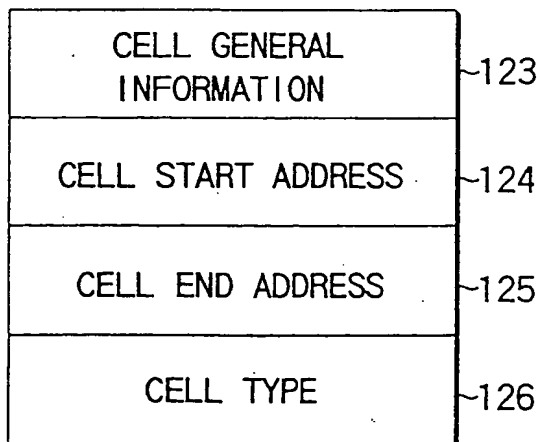 CELL GENERAL
INFORMATION
~123
CELL START ADDRESS ~124
CELL END ADDRESS ~125
CELL TYPE ~126